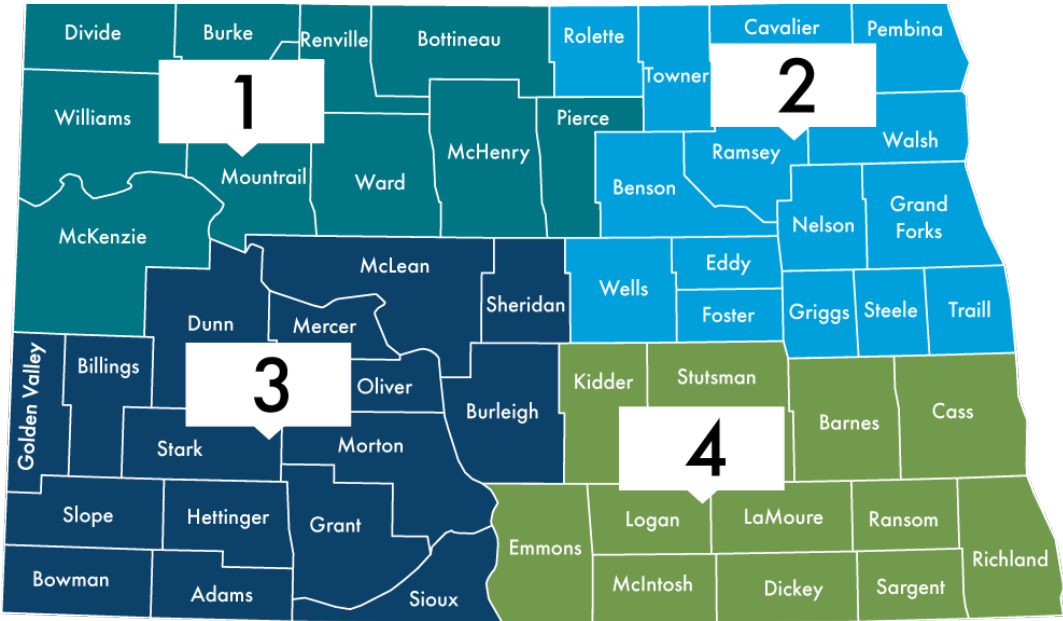 Divide
Burke
Renville
Bottineau
Rolette
Cavalier
Pembina
Towner
Williams
1
2
Pierce
Walsh
McHenry
Ramsey
Mountrail
Ward
Benson
Nelson
Grand
Forks
McKenzie
McLean
Eddy
Wells
Sheridan
Foster
Griggs
Steele
Traill
Dunn
Mercer
Golden Valley
Billings
3
Oliver
Kidder
Stutsman
Burleigh
Barnes
Cass
Stark
Morton
4
Slope
Hettinger
Grant
Logan
LaMoure
Ransom
Emmons
Richland
Bowman
Adams
Sioux
McIntosh
Dickey
Sargent